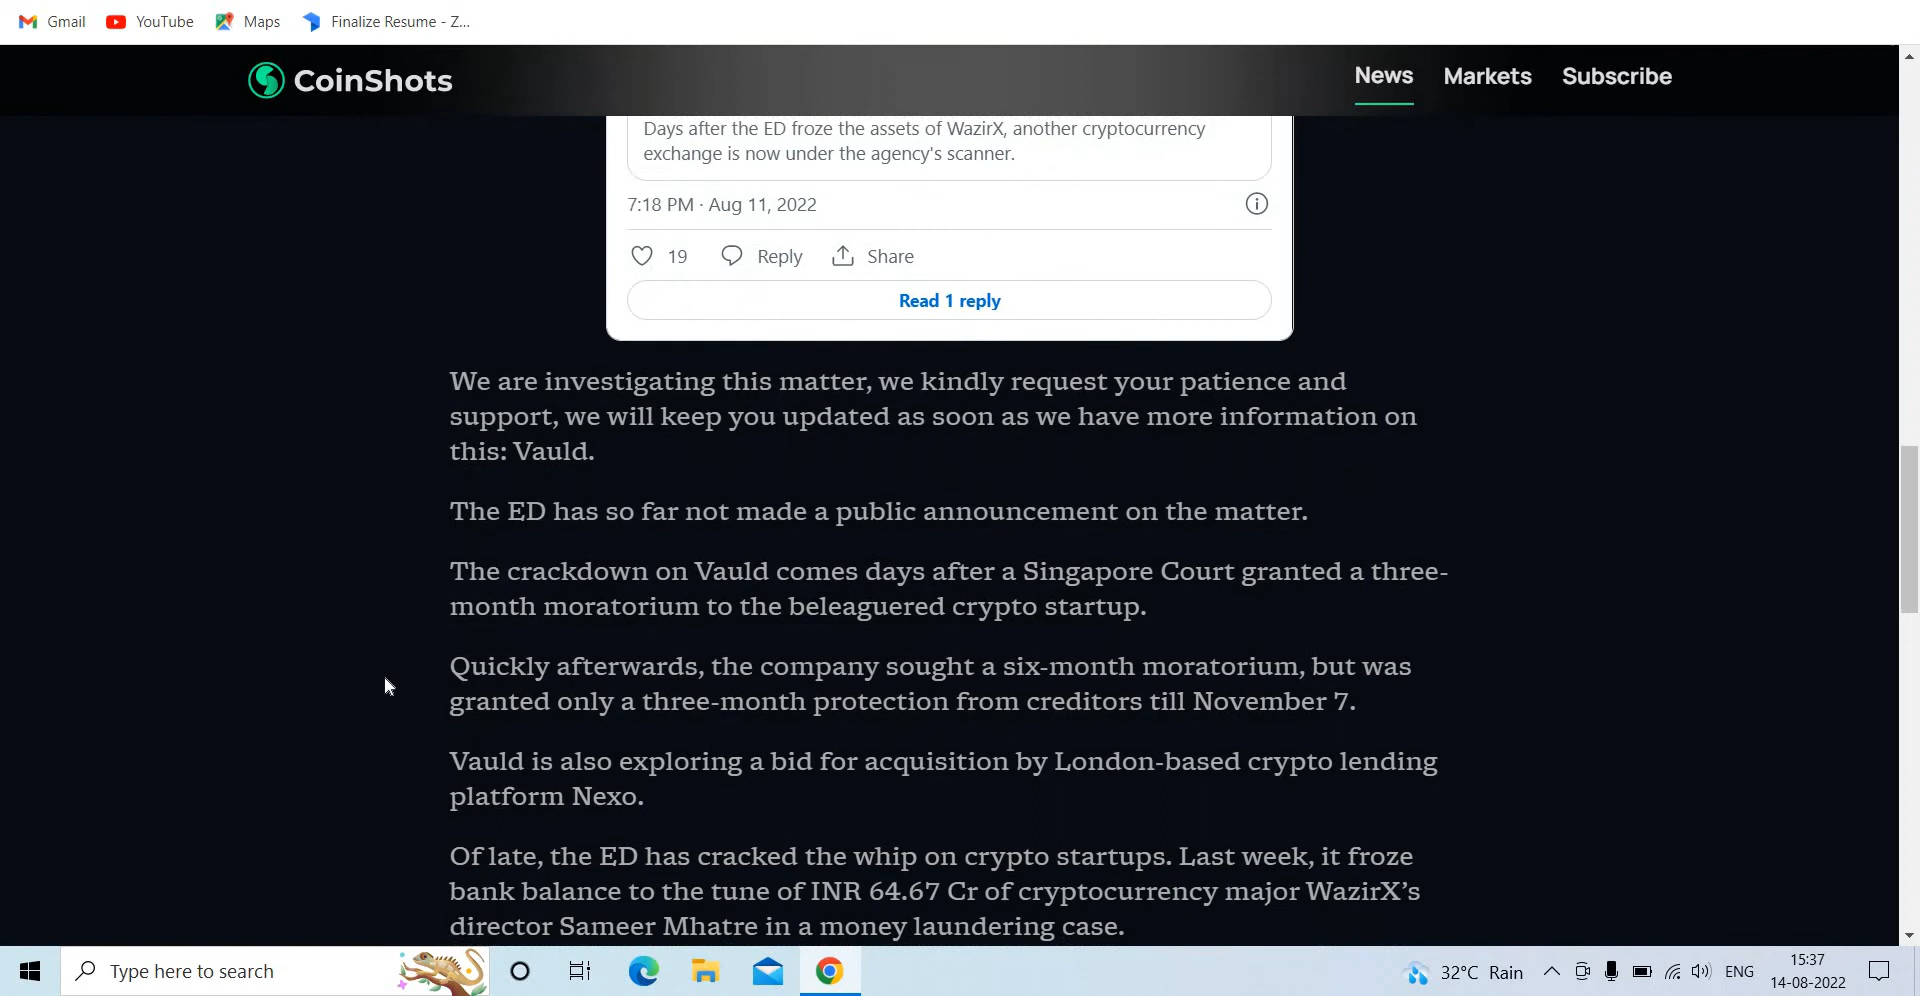 Gmail YouTube Maps Finalize Resume - Z...
CoinShots News Markets Subscribe
Days after the ED froze the assets of WazirX, another cryptocurrency
exchange is now under the agency's scanner.
7:18 PM · Aug 11, 2022
19 Reply Share
Read 1 reply
We are investigating this matter, we kindly request your patience and
support, we will keep you updated as soon as we have more information on
this: Vauld.
The ED has so far not made a public announcement on the matter.
The crackdown on Vauld comes days after a Singapore Court granted a three-
month moratorium to the beleaguered crypto startup.
Quickly afterwards, the company sought a six-month moratorium, but was
granted only a three-month protection from creditors till November 7.
Vauld is also exploring a bid for acquisition by London-based crypto lending
platform Nexo.
Of late, the ED has cracked the whip on crypto startups. Last week, it froze
bank balance to the tune of INR 64.67 Cr of cryptocurrency major WazirX’s
director Sameer Mhatre in a money laundering case.
Type here to search 32°C Rain ENG 15:37
14-08-2022